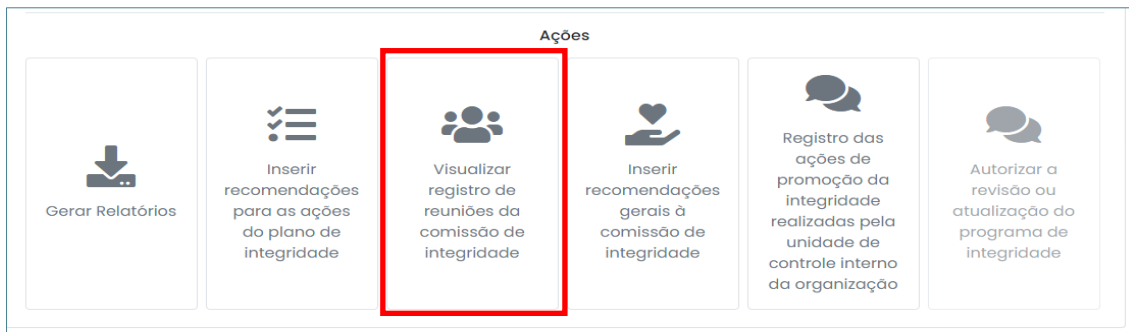 Ações
Gerar Relatórios
Inserir
recomendações
para as ações
do plano de
integridade
Visualizar
registro de
reuniões da
comissão de
integridade
Inserir
recomendações
gerais à
comissão de
integridade
Registro das
ações de
promoção da
integridade
realizadas pela
unidade de
controle interno
da organização
Autorizar a
revisão ou
atualização do
programa de
integridade